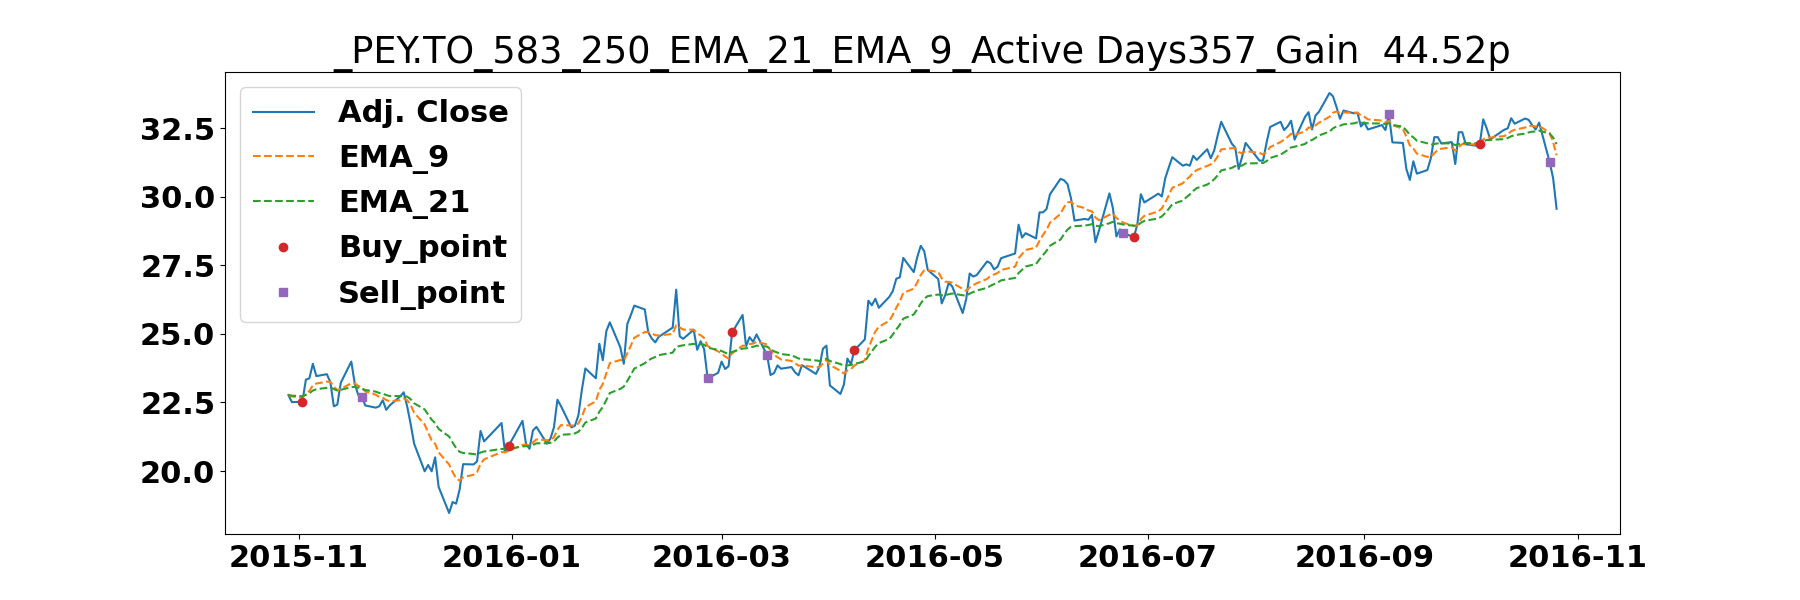 _PEY.TO_583_250_EMA_21_EMA_9_Active Days357_Gain  44.52p
Adj. Close
EMA_9
EMA_21
Buy_point
Sell_point
32.5
30.0
27.5
25.0
22.5
20.0
2015-11 2016-01 2016-03 2016-05 2016-07 2016-09 2016-11